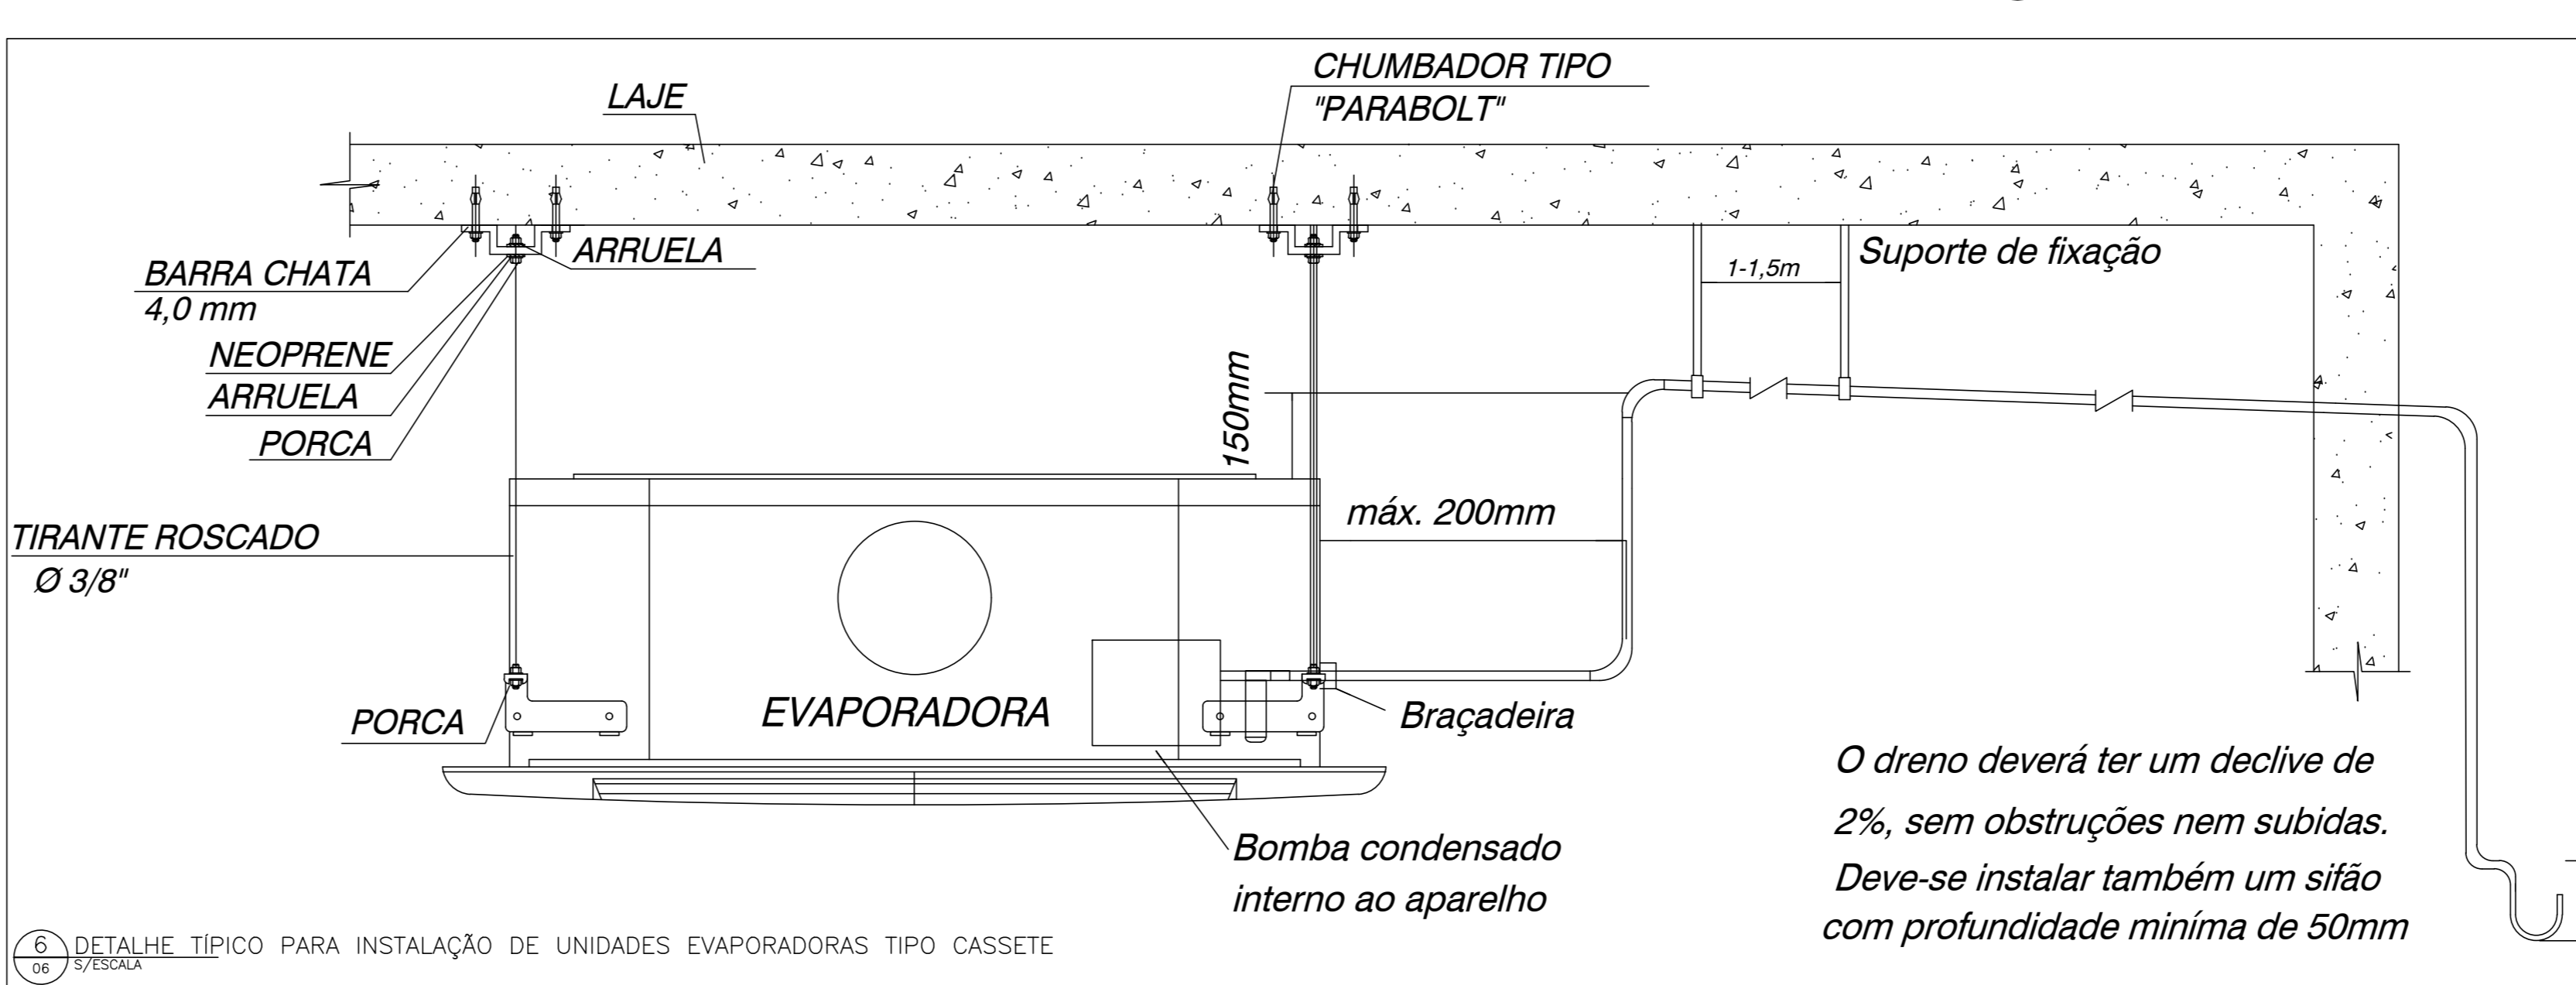 CHUMBADOR TIPO
"PARABOLT"
LAJE
ARRUELA
BARRA CHATA
4,0 mm
NEOPRENE
ARRUELA
PORCA
TIRANTE ROSCADO
Ø 3/8"
PORCA
EVAPORADORA
150mm
máx. 200mm
1-1,5m
Suporte de fixação
Braçadeira
Bomba condensado
interno ao aparelho
O dreno deverá ter um declive de
2%, sem obstruções nem subidas.
Deve-se instalar também um sifão
com profundidade miníma de 50mm
6
06
DETALHE TÍPICO PARA INSTALAÇÃO DE UNIDADES EVAPORADORAS TIPO CASSETE
S/ESCALA